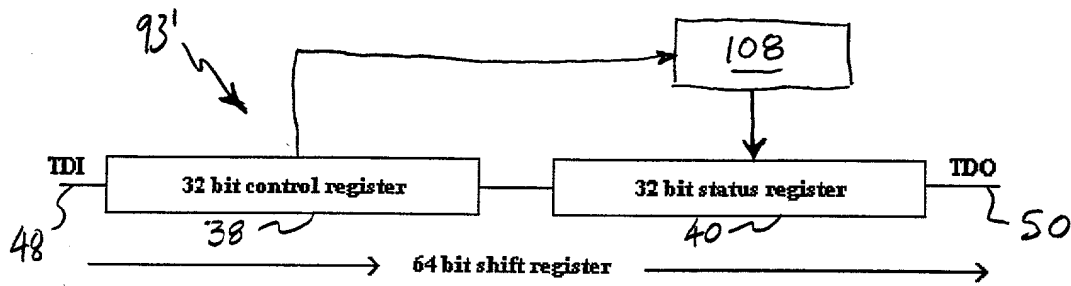 93'
108
TDI
32 bit control register
32 bit status register
TDO
48
38
40
50
64 bit shift register